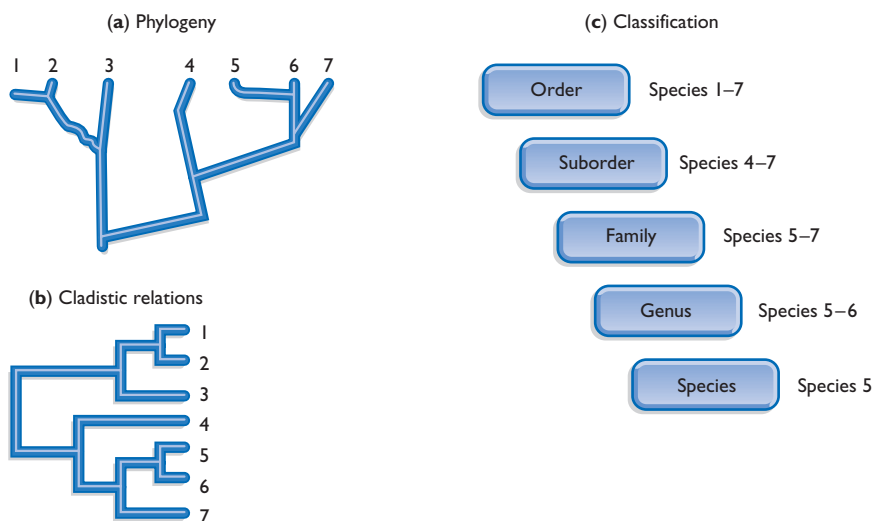 (a) Phylogeny
1 2 3 4 5 6 7
(b) Cladistic relations
1
2
3
4
5
6
7
(c) Classification
Order Species 1–7
Suborder Species 4–7
Family Species 5–7
Genus Species 5–6
Species Species 5